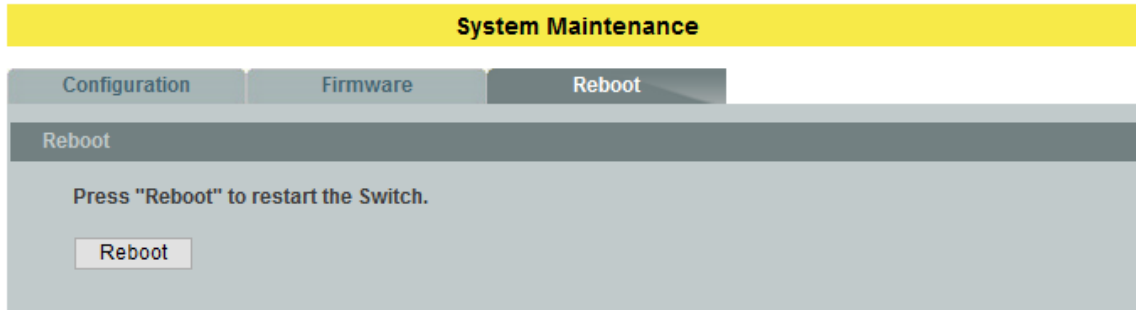 System Maintenance
Configuration Firmware Reboot
Reboot
Press "Reboot" to restart the Switch.
Reboot